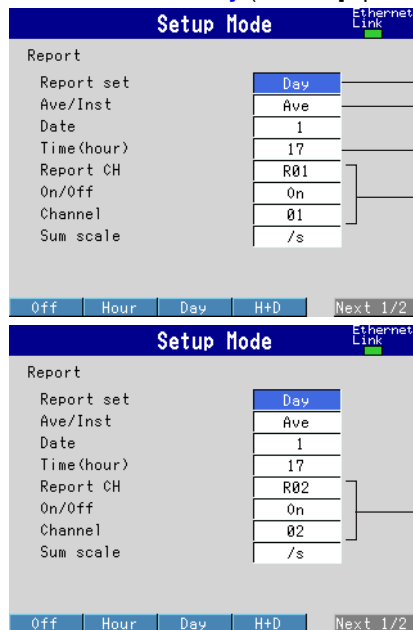 Setup Mode
Ethernet
Link
Report
Report set Day
Ave/Inst Ave
Date 1
Time(hour) 17
Report CH R01
On/Off On
Channel 01
Sum scale /s
Off Hour Day H+D Next 1/2
Setup Mode
Ethernet
Link
Report
Report set Day
Ave/Inst Ave
Date 1
Time(hour) 17
Report CH R02
On/Off On
Channel 02
Sum scale /s
Off Hour Day H+D Next 1/2